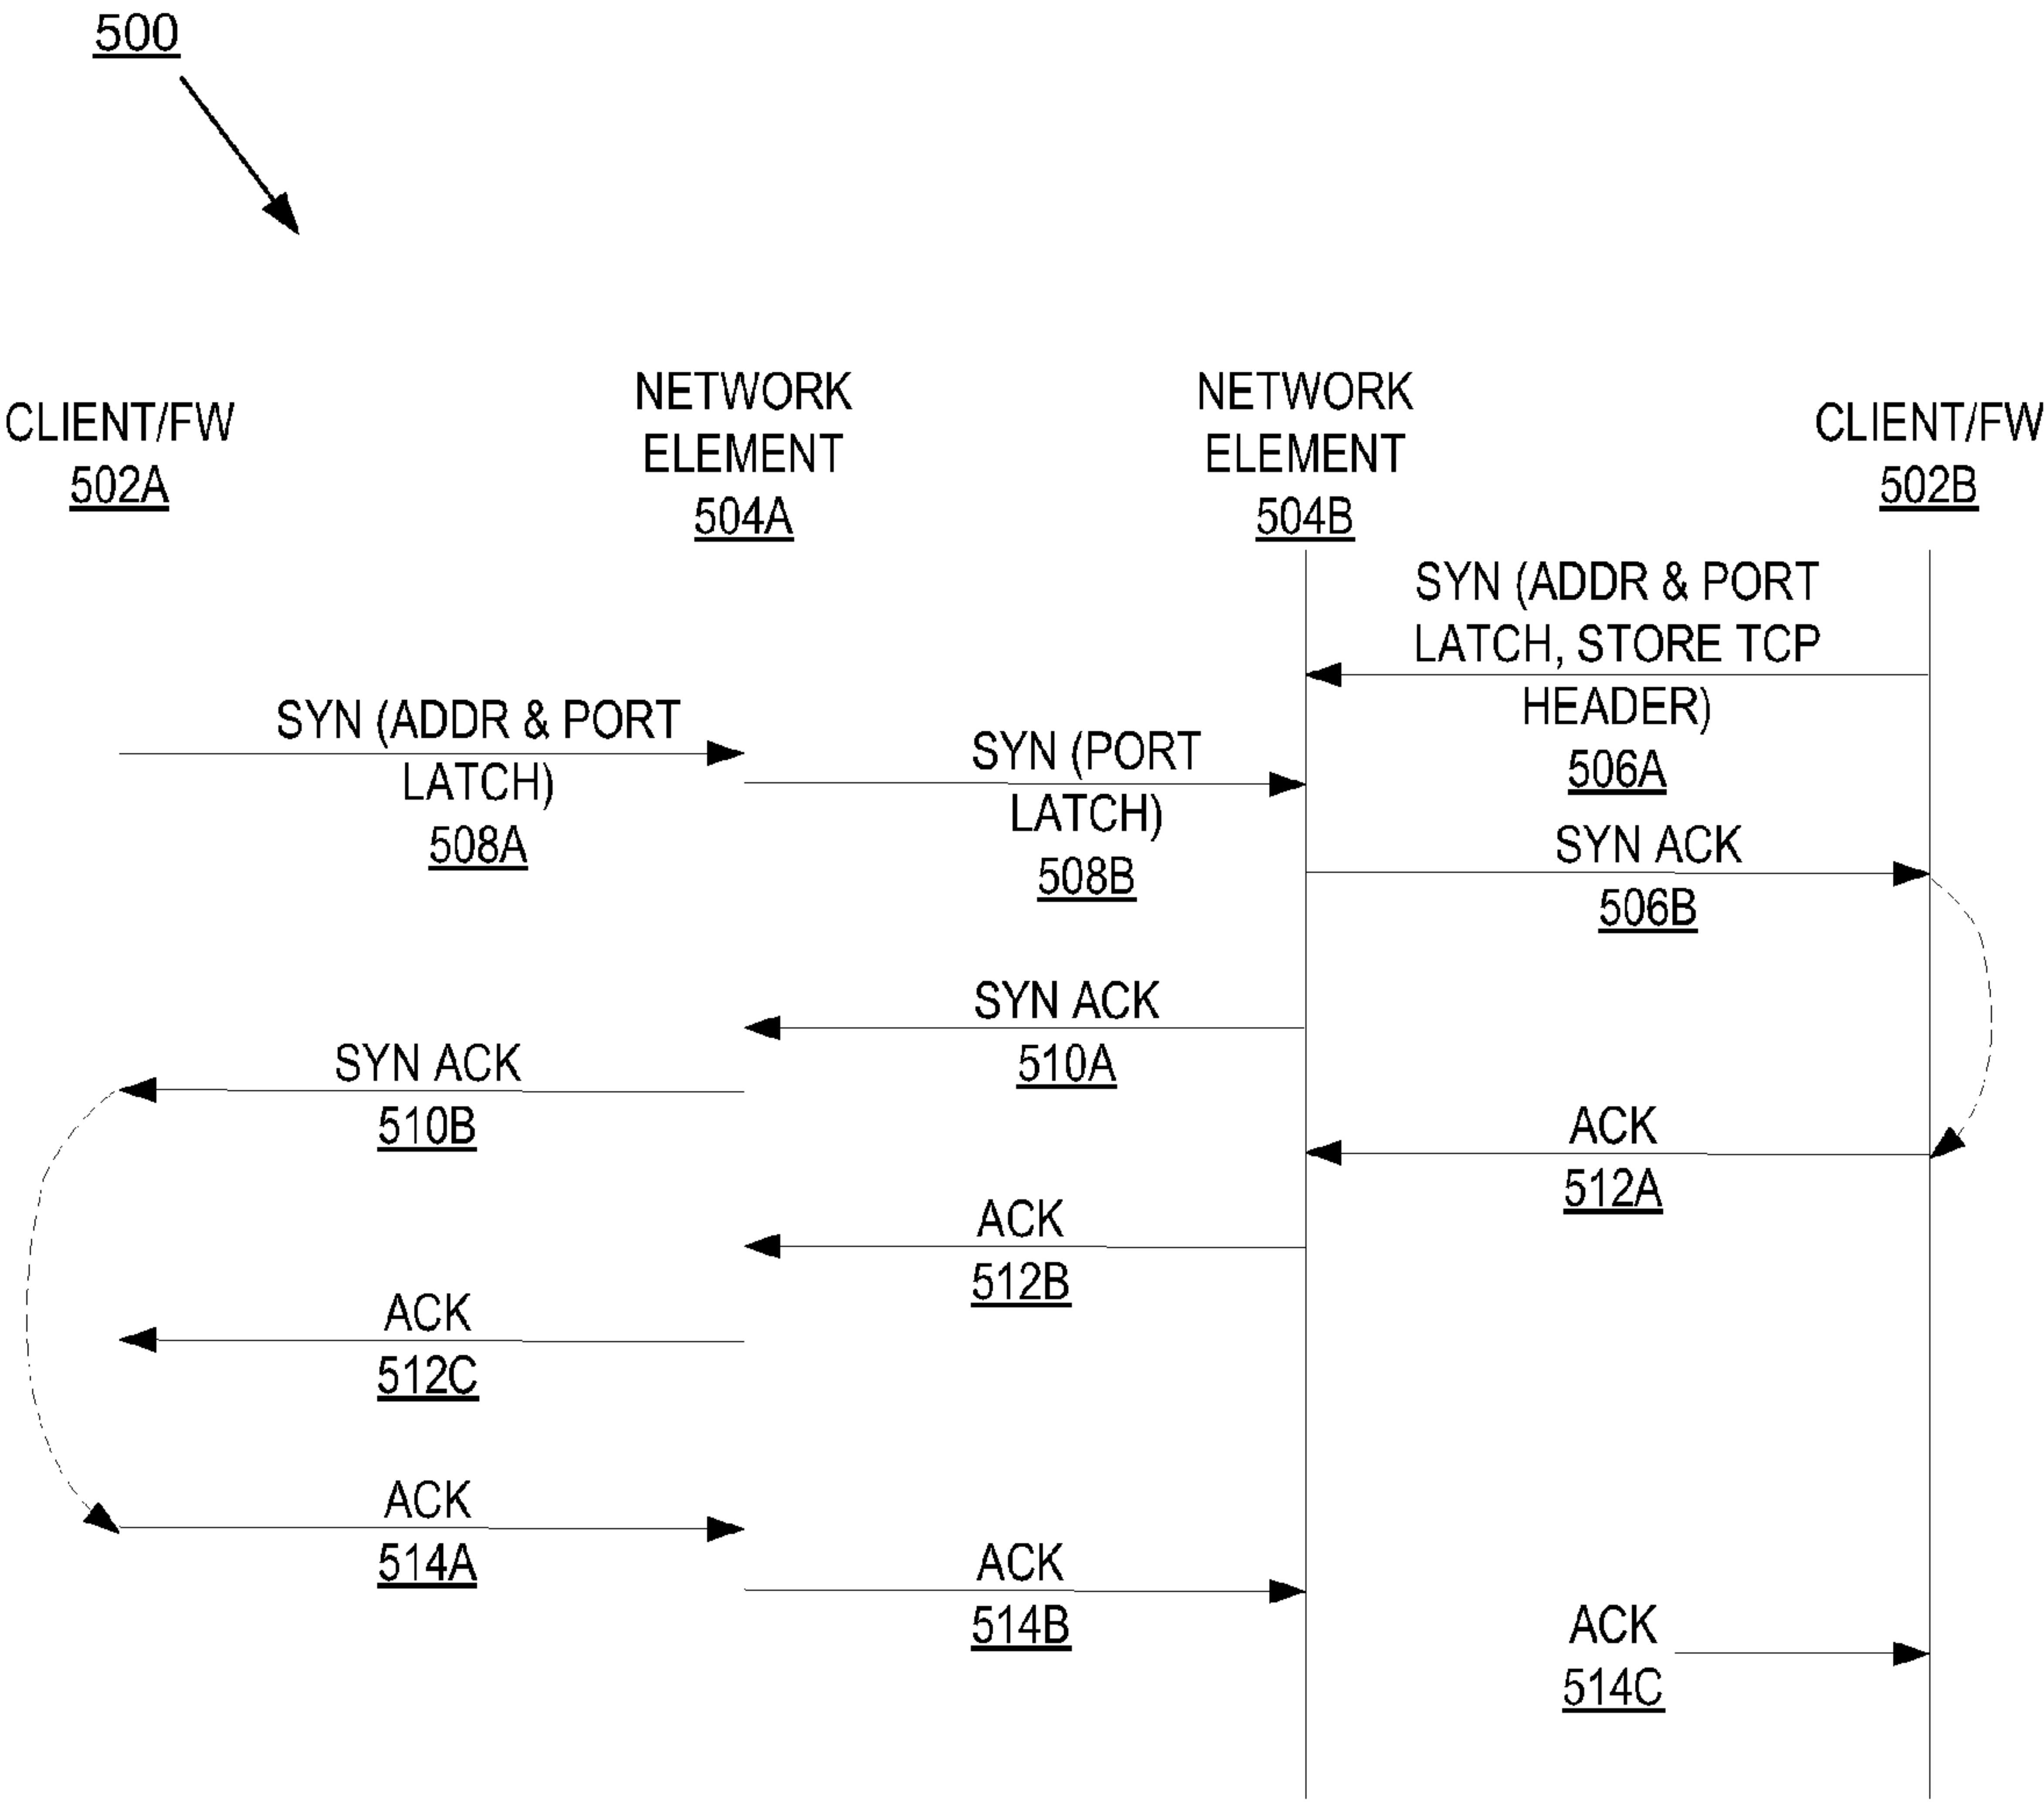 500
CLIENT/FW
502A
NETWORK
ELEMENT
504A
NETWORK
ELEMENT
504B
CLIENT/FW
502B
SYN (ADDR & PORT
LATCH, STORE TCP
HEADER)
506A
SYN (ADDR & PORT
LATCH)
508A
SYN (PORT
LATCH)
508B
SYN ACK
506B
SYN ACK
510A
SYN ACK
510B
ACK
512A
ACK
512B
ACK
512C
ACK
514A
ACK
514B
ACK
514C